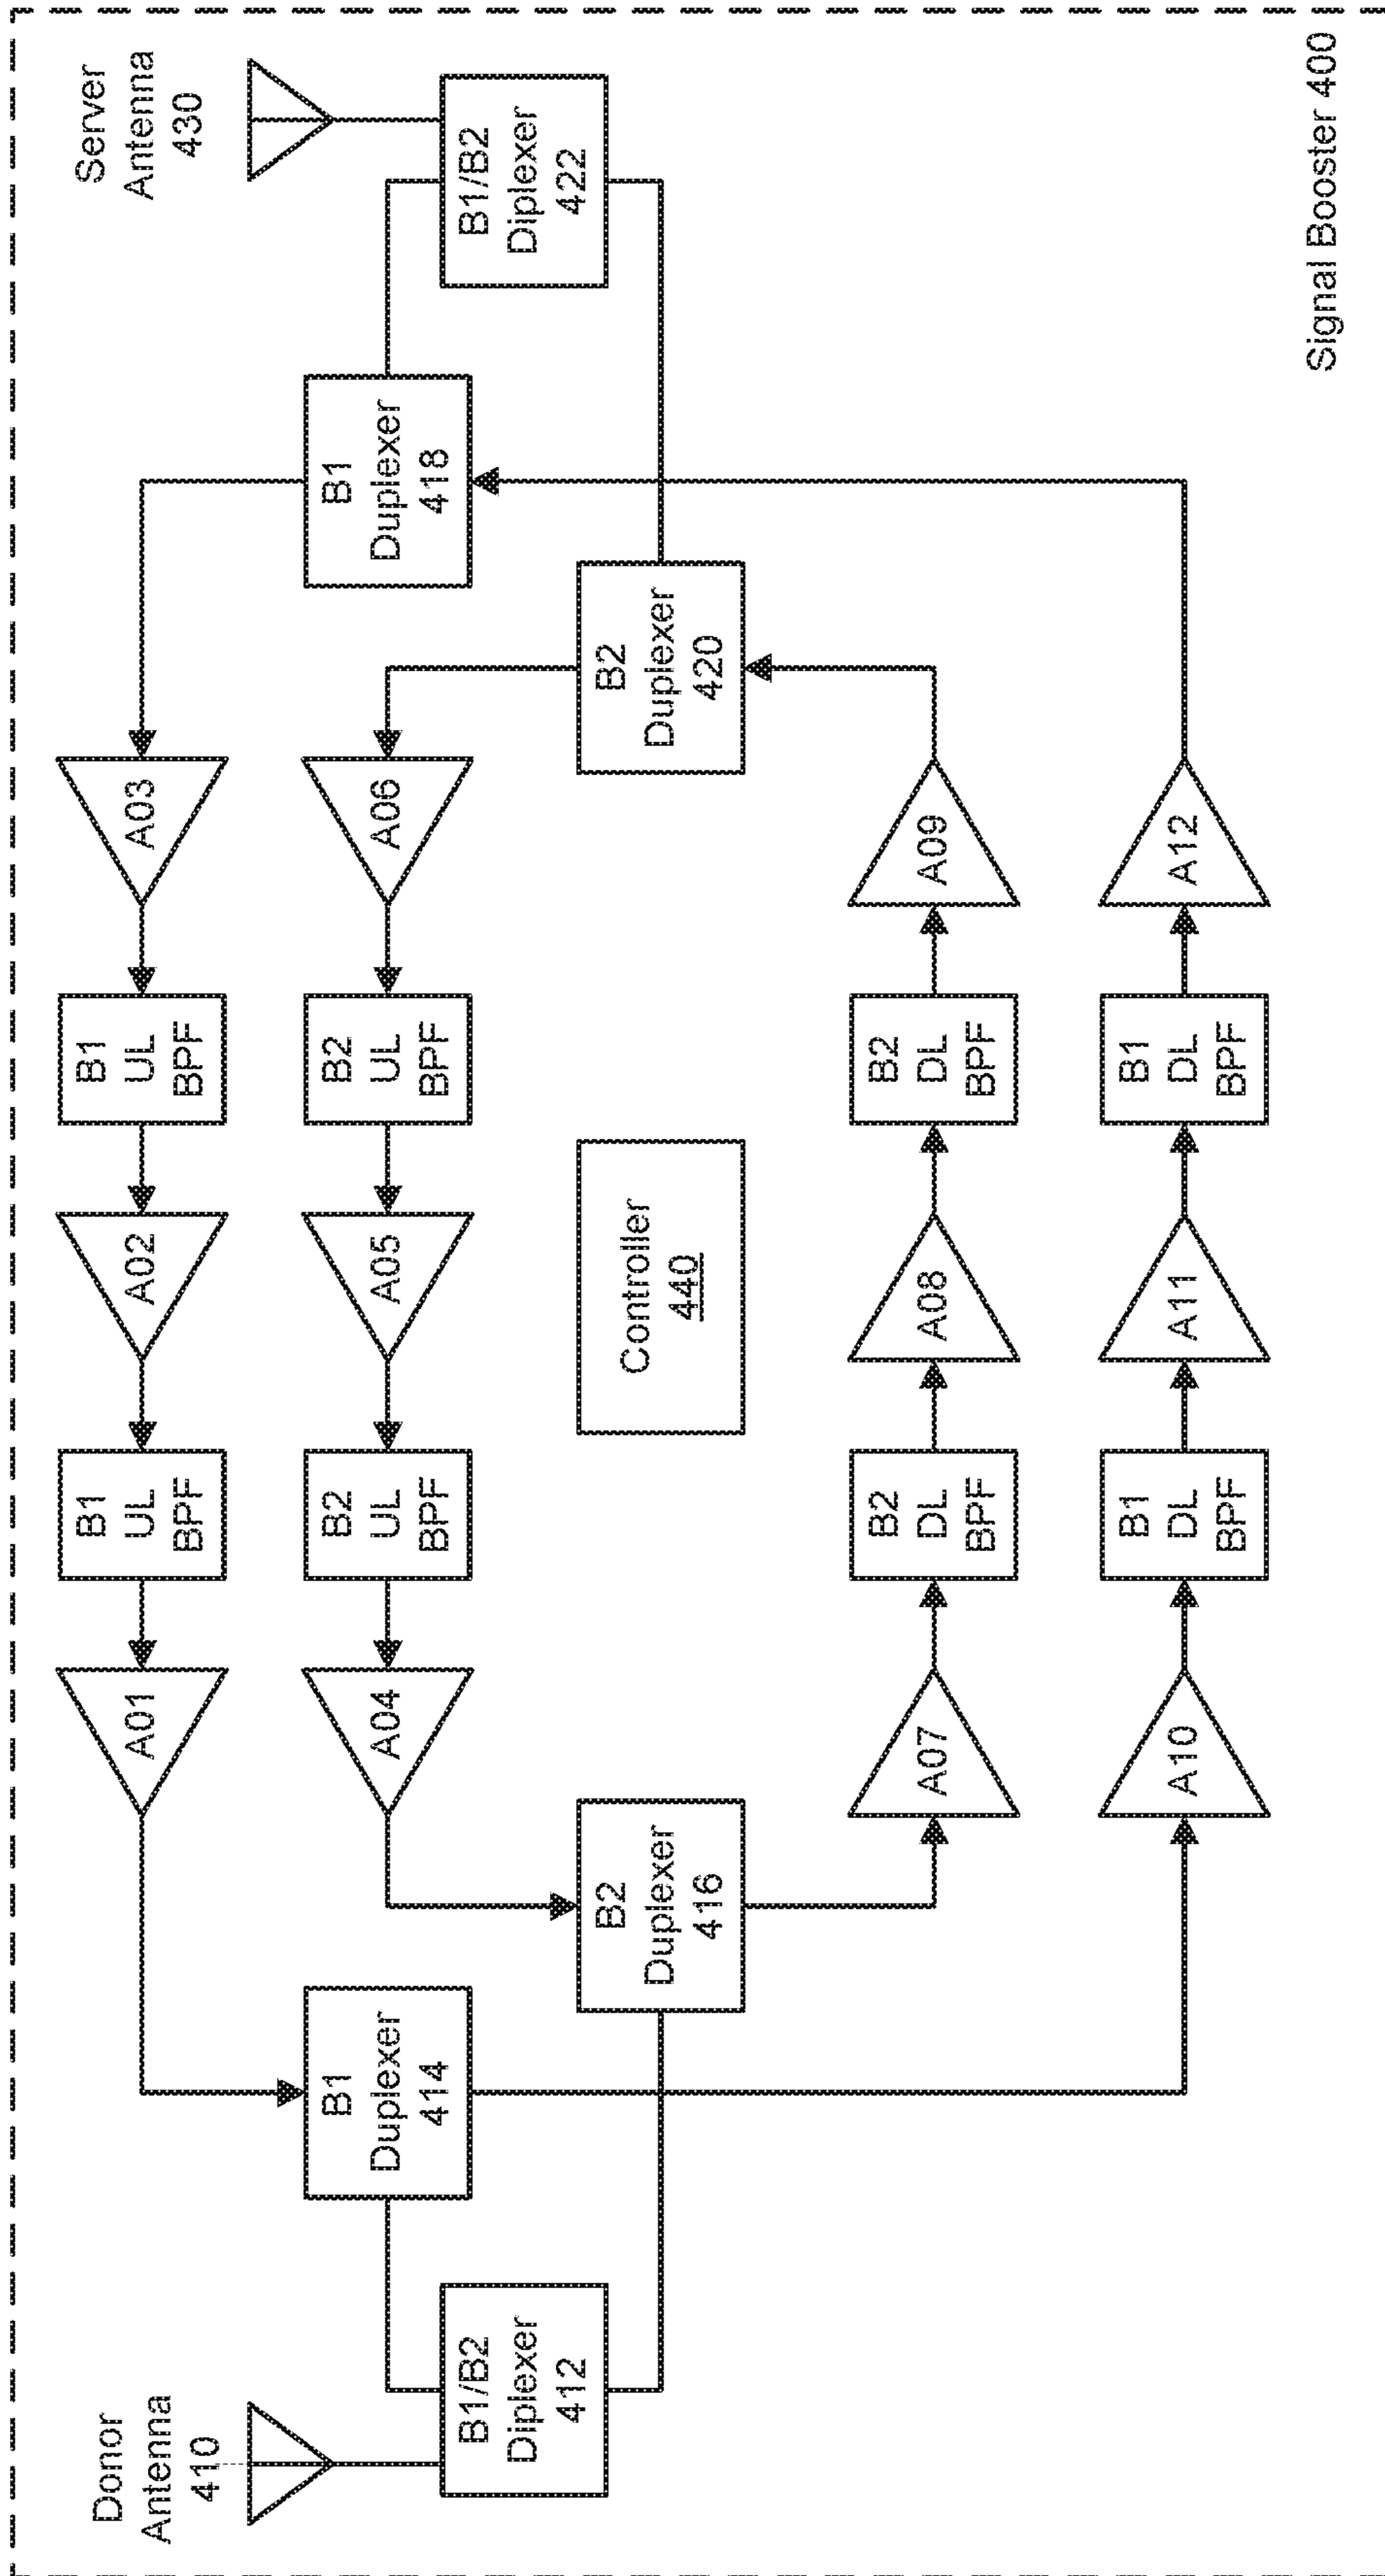 Donor
Antenna
410
Server
Antenna
430
B1/B2
Diplexer
412
B1
Duplexer
414
B2
Duplexer
416
A01
B1
UL
BPF
A02
B1
UL
BPF
A03
A04
B2
UL
BPF
A05
B2
UL
BPF
A06
Controller
440
B1
Duplexer
418
B2
Duplexer
420
B1/B2
Diplexer
422
A07
B2
DL
BPF
A08
B2
DL
BPF
A09
A10
B1
DL
BPF
A11
B1
DL
BPF
A12
Signal Booster 400